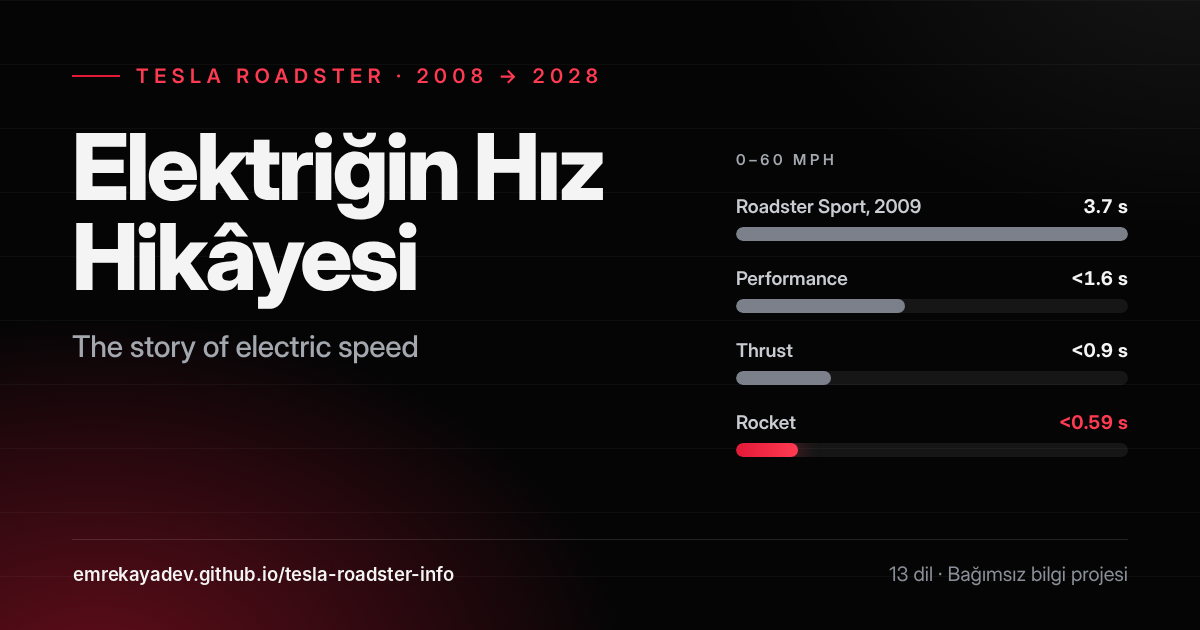 TESLA ROADSTER · 2008 → 2028
Elektriğin Hız
Hikâyesi
The story of electric speed
0–60 MPH
Roadster Sport, 2009 3.7 s
Performance <1.6 s
Thrust <0.9 s
Rocket <0.59 s
emrekayadev.github.io/tesla-roadster-info
13 dil · Bağımsız bilgi projesi